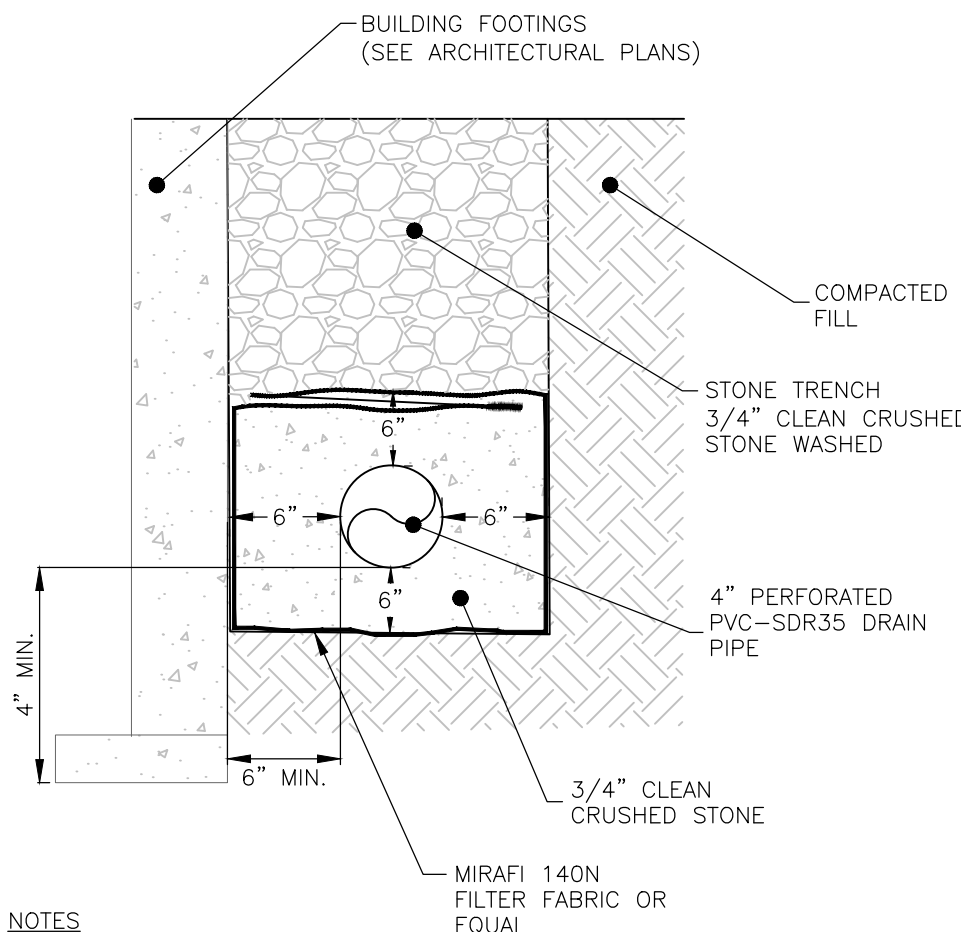 BUILDING FOOTINGS
(SEE ARCHITECTURAL PLANS)
COMPACTED
FILL
STONE TRENCH
3/4" CLEAN CRUSHED
STONE WASHED
6"
6"
6"
6"
4" PERFORATED
PVC-SDR35 DRAIN
PIPE
4" MIN.
6" MIN.
3/4" CLEAN
CRUSHED STONE
MIRAFI 140N
FILTER FABRIC OR
EQUAL
NOTES